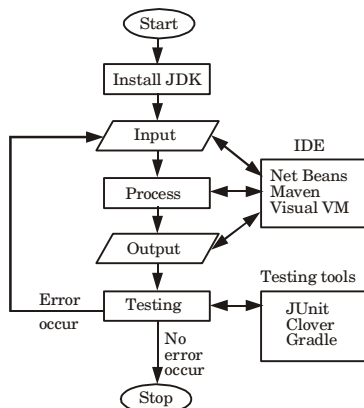 Start
Install JDK
Input
IDE
Net Beans
Maven
Visual VM
Process
Output
Testing tools
JUnit
Clover
Gradle
Error
occur
Testing
No
error
occur
Stop